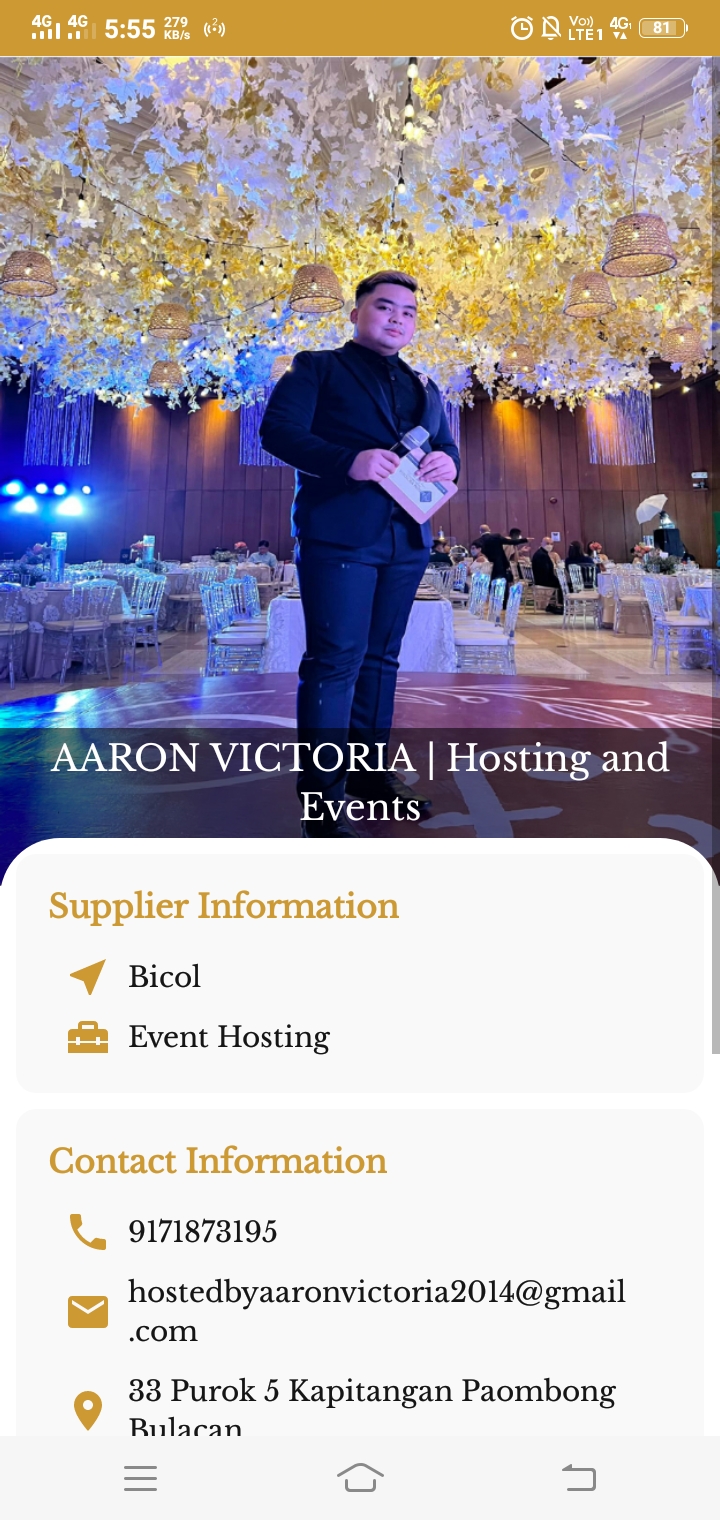 4G 4G 5:55 279 KB/s 2 Vo)) LTE1 4G 81
AARON VICTORIA | Hosting and
Events
Supplier Information
Bicol
Event Hosting
Contact Information
9171873195
hostedbyaaronvictoria2014@gmail
.com
33 Purok 5 Kapitangan Paombong
Bulacan